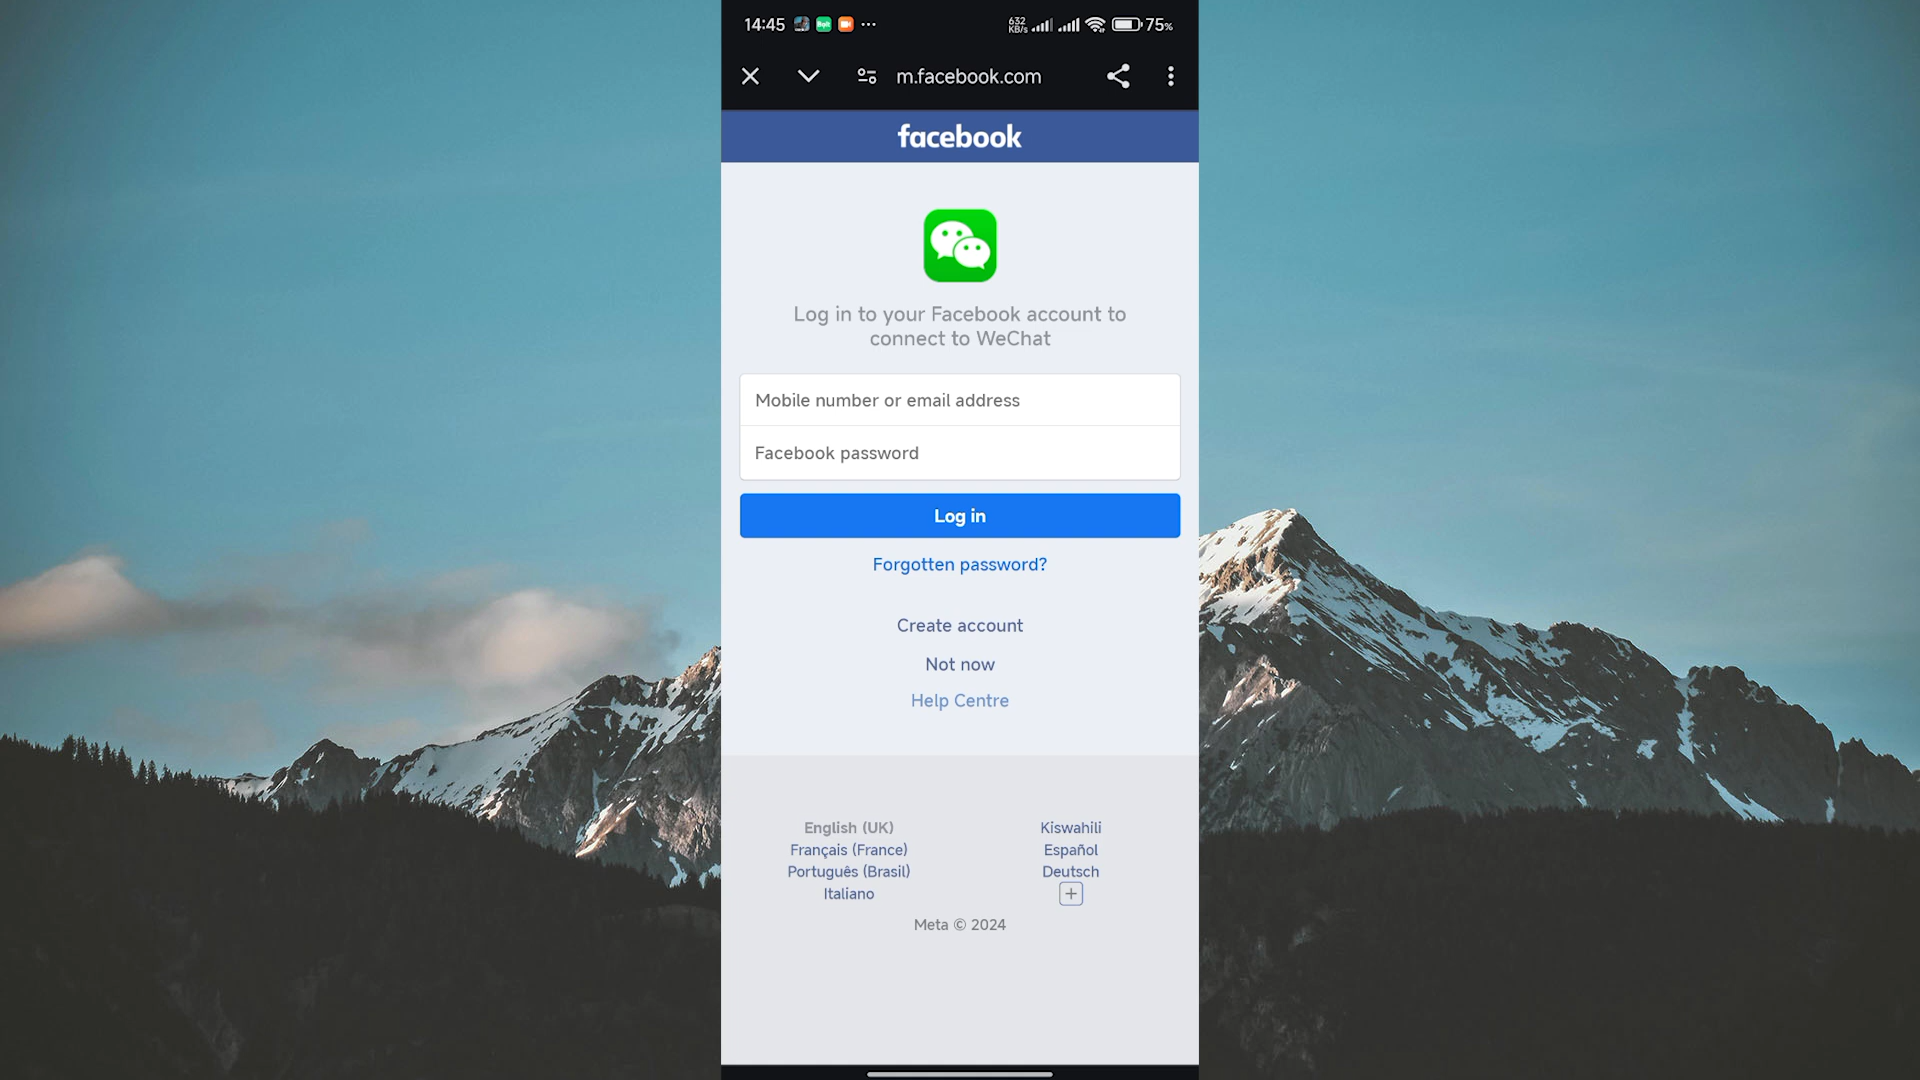 14:45 Bolt ... 632 KB/s 75%
m.facebook.com
facebook
Log in to your Facebook account to
connect to WeChat
Mobile number or email address
Facebook password
Log in
Forgotten password?
Create account
Not now
Help Centre
English (UK)
Kiswahili
Français (France)
Español
Português (Brasil)
Deutsch
Italiano
+
Meta © 2024